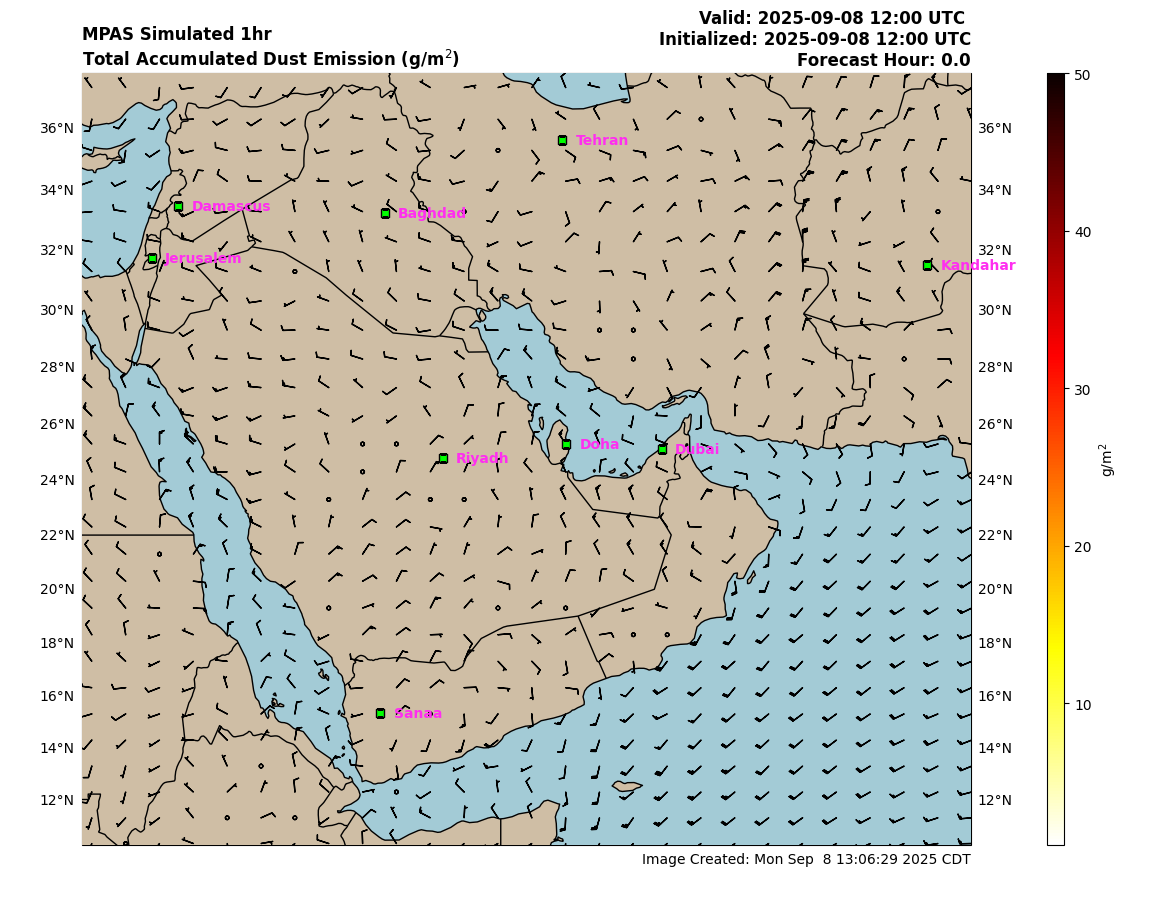 MPAS Simulated 1hr
Total Accumulated Dust Emission (g/m²)
Valid: 2025-09-08 12:00 UTC
Initialized: 2025-09-08 12:00 UTC
Forecast Hour: 0.0
36°N
34°N
32°N
30°N
28°N
26°N
24°N
22°N
20°N
18°N
16°N
14°N
12°N
Tehran
Damascus
Baghdad
Jerusalem
Kandahar
Doha
Dubai
Riyadh
Sanaa
36°N
34°N
32°N
30°N
28°N
26°N
24°N
22°N
20°N
18°N
16°N
14°N
12°N
50
40
30
20
10
g/m²
Image Created: Mon Sep  8 13:06:29 2025 CDT